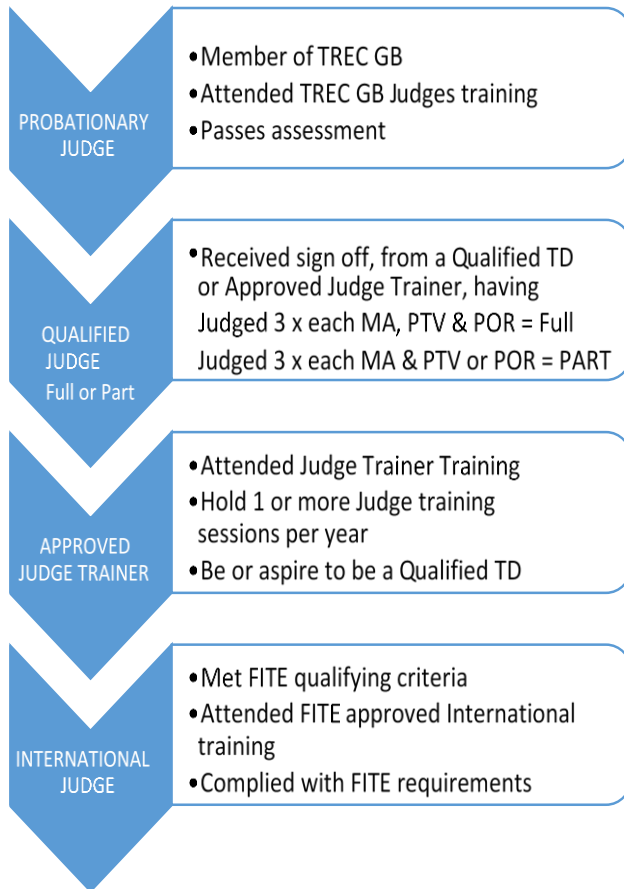 PROBATIONARY
JUDGE
•Member of TREC GB
•Attended TREC GB Judges training
•Passes assessment
QUALIFIED
JUDGE
Full or Part
•Received sign off, from a Qualified TD
or Approved Judge Trainer, having
Judged 3 x each MA, PTV & POR = Full
Judged 3 x each MA & PTV or POR = PART
APPROVED
JUDGE TRAINER
•Attended Judge Trainer Training
•Hold 1 or more Judge training
sessions per year
•Be or aspire to be a Qualified TD
INTERNATIONAL
JUDGE
•Met FITE qualifying criteria
•Attended FITE approved International
training
•Complied with FITE requirements